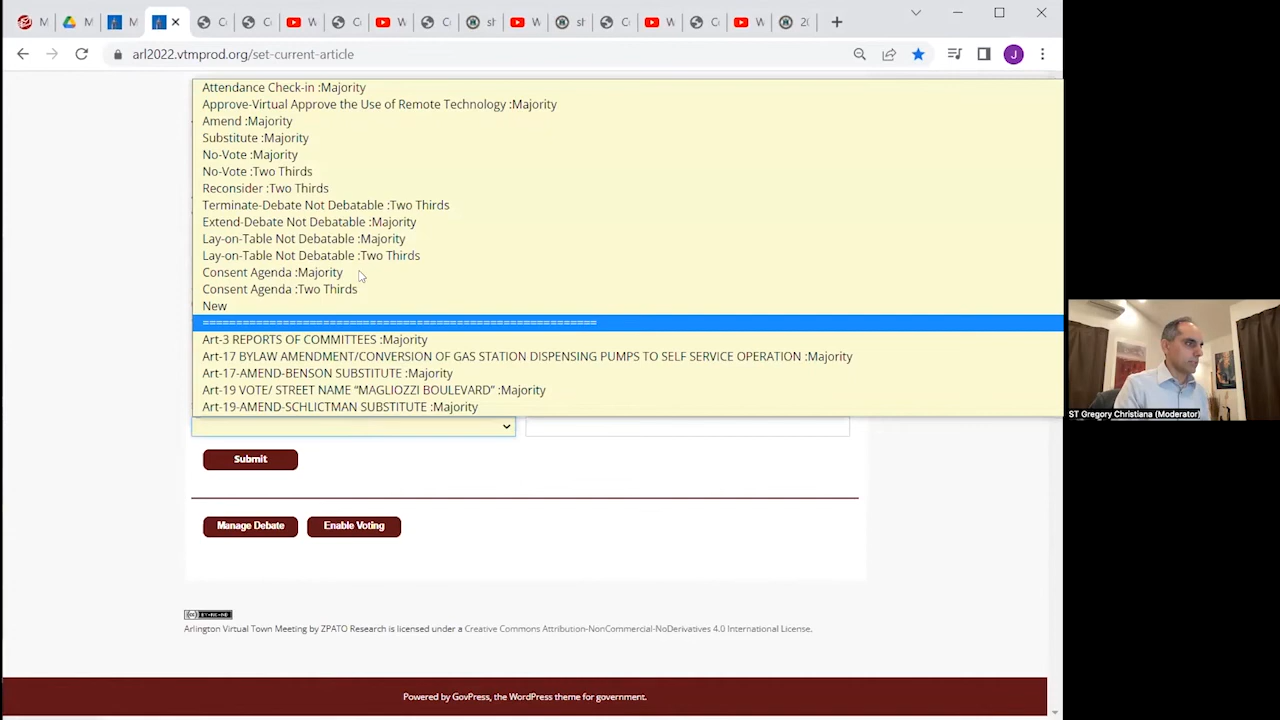 M
M
M
C
C
W
C
W
C
st
W
st
C
W
C
W
20
arl2022.vtmprod.org/set-current-article
J
Attendance Check-in :Majority
Approve-Virtual Approve the Use of Remote Technology :Majority
Amend :Majority
Substitute :Majority
No-Vote :Majority
No-Vote :Two Thirds
Reconsider :Two Thirds
Terminate-Debate Not Debatable :Two Thirds
Extend-Debate Not Debatable :Majority
Lay-on-Table Not Debatable :Majority
Lay-on-Table Not Debatable :Two Thirds
Consent Agenda :Majority
Consent Agenda :Two Thirds
New
===========================================================
Art-3 REPORTS OF COMMITTEES :Majority
Art-17 BYLAW AMENDMENT/CONVERSION OF GAS STATION DISPENSING PUMPS TO SELF SERVICE OPERATION :Majority
Art-17-AMEND-BENSON SUBSTITUTE :Majority
Art-19 VOTE/ STREET NAME “MAGLIOZZI BOULEVARD” :Majority
Art-19-AMEND-SCHLICTMAN SUBSTITUTE :Majority
ST Gregory Christiana (Moderator)
Submit
Manage Debate
Enable Voting
Arlington Virtual Town Meeting by ZPATO Research is licensed under a Creative Commons Attribution-NonCommercial-NoDerivatives 4.0 International License.
Powered by GovPress, the WordPress theme for government.